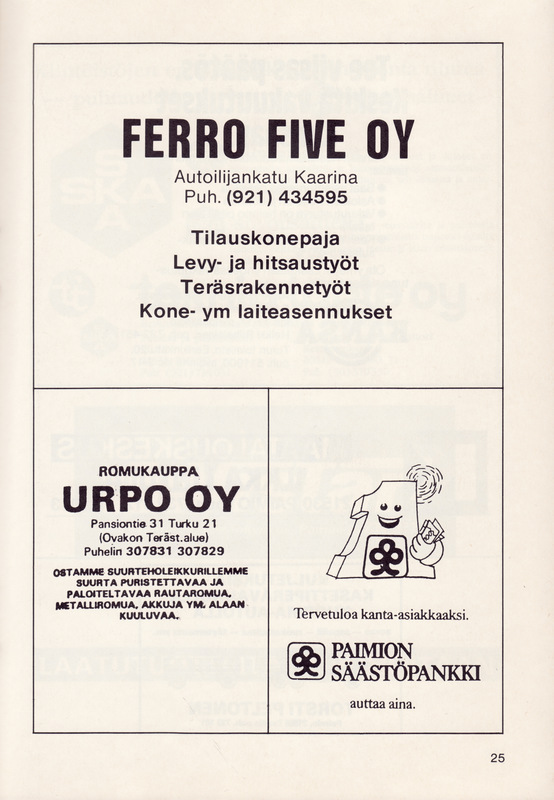 FERRO FIVE OY
Autoilijankatu Kaarina
Puh. (921) 434595
Tilauskonepaja
Levy- ja hitsaustyöt
Teräsrakennetyöt
Kone- ym laiteasennukset
ROMUKAUPPA
URPO OY
Pansiontie 31 Turku 21
(Ovakon Teräst.alue)
Puhelin 307831 307829
OSTAMME SUURTEHOLEIKKURILLEMME
SUURTA PURISTETTAVAA JA
PALOITELTAVAA RAUTAROMUA,
METALLIROMUA, AKKUJA YM. ALAAN
KUULUVAA.
Tervetuloa kanta-asiakkaaksi.
PAIMION
SÄÄSTÖPANKKI
auttaa aina.
25